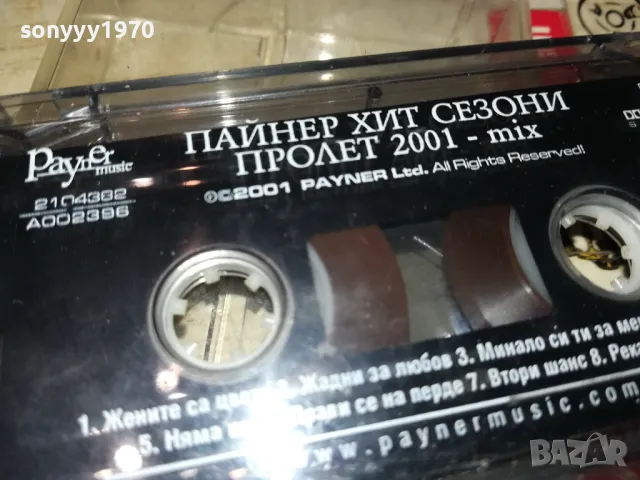 sonyyy1970
ПАЙНЕР ХИТ СЕЗОНИ
ПРОЛЕТ 2001 - mix
Payner
music
©©2001 PAYNER Ltd. All Rights Reserved!
2104382
A002396
1. Жените са Жадни за любов 3. Минало си ти за
5. Няма се на перде 7. Втори шанс 8.
www.paynermusic.com
BAZAR